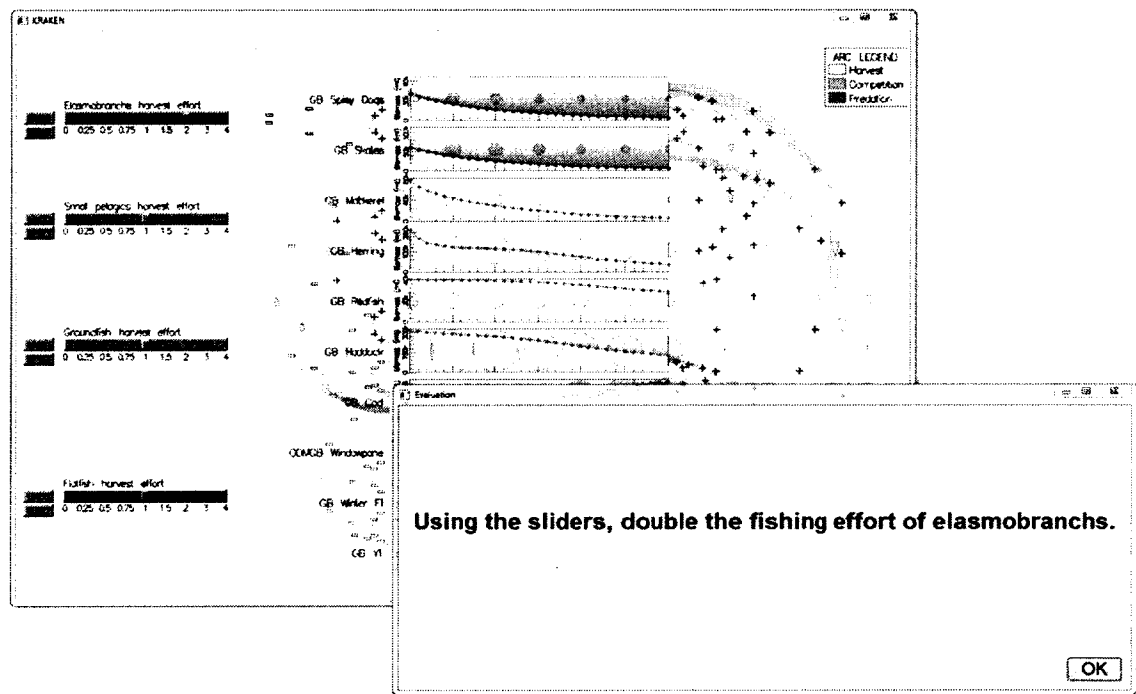 KRAKEN
ARC LEGEND
Harvest
Competition
Predation
Elasmobranchs harvest effort
0 0.25 0.5 0.75 1 1.5 2 3 4
Small pelagics harvest effort
0 0.25 0.5 0.75 1 1.5 2 3 4
Groundfish harvest effort
0 0.25 0.5 0.75 1 1.5 2 3 4
Flatfish harvest effort
0 0.25 0.5 0.75 1 1.5 2 3 4
GB Spiny Dogs
GB Skates
GB Mackerel
GB Herring
GB Redfish
GB Haddock
GB Cod
GOMGB Windowpane
GB Winter Fl
GB Yt
Evaluation
Using the sliders, double the fishing effort of elasmobranchs.
OK